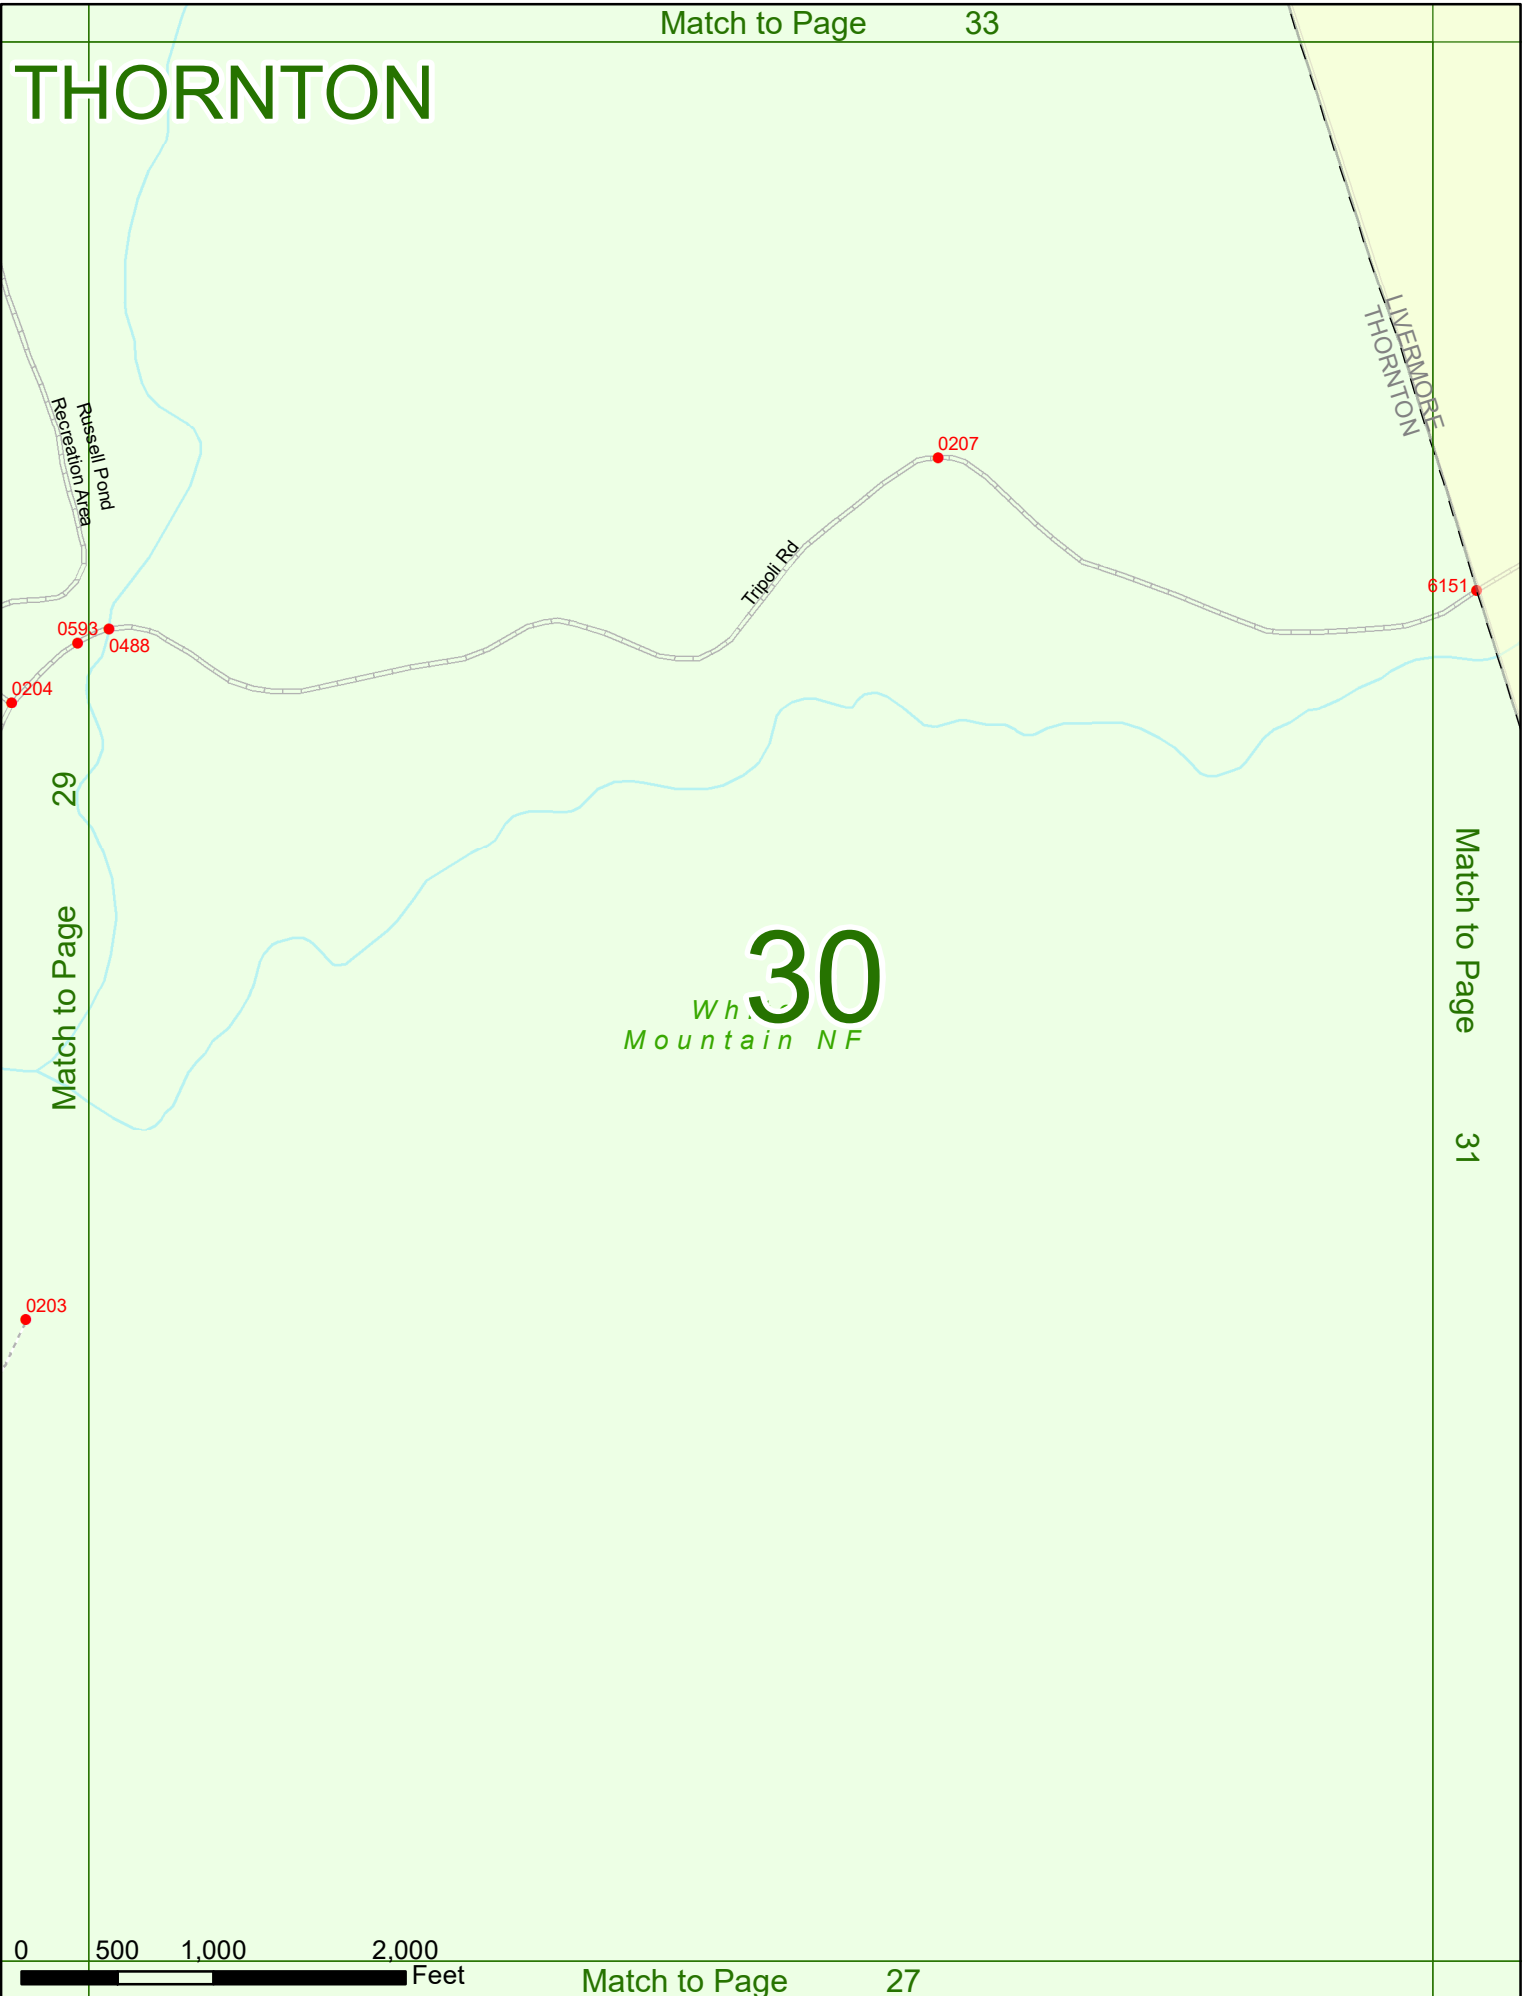 Match to Page 33
THORNTON
LIVERMORE
THORNTON
Russell Pond
Recreation Area
0207
Tripoli Rd
6151
0593
0488
0204
Match to Page 29
30
Mountain NF
Match to Page 31
0203
0 500 1,000 2,000
Feet
Match to Page 27